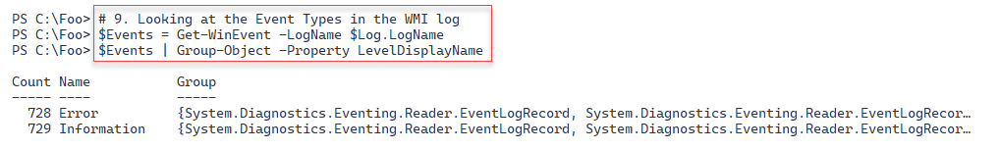 PS C:\Foo> # 9. Looking at the Event Types in the WMI log
PS C:\Foo> $Events = Get-WinEvent -LogName $Log.LogName
PS C:\Foo> $Events | Group-Object -Property LevelDisplayName
Count Name          Group
----- ----          -----
  728 Error         {System.Diagnostics.Eventing.Reader.EventLogRecord, System.Diagnostics.Eventing.Reader.EventLogRecor…
  729 Information   {System.Diagnostics.Eventing.Reader.EventLogRecord, System.Diagnostics.Eventing.Reader.EventLogRecor…